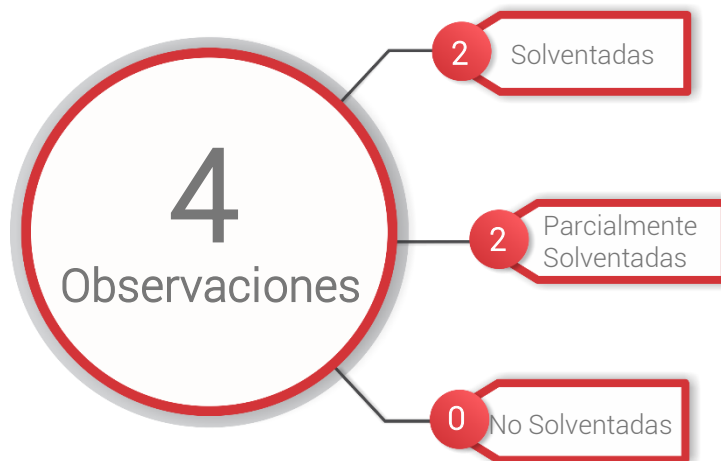 4
Observaciones
2
Solventadas
2
Parcialmente
Solventadas
0
No Solventadas